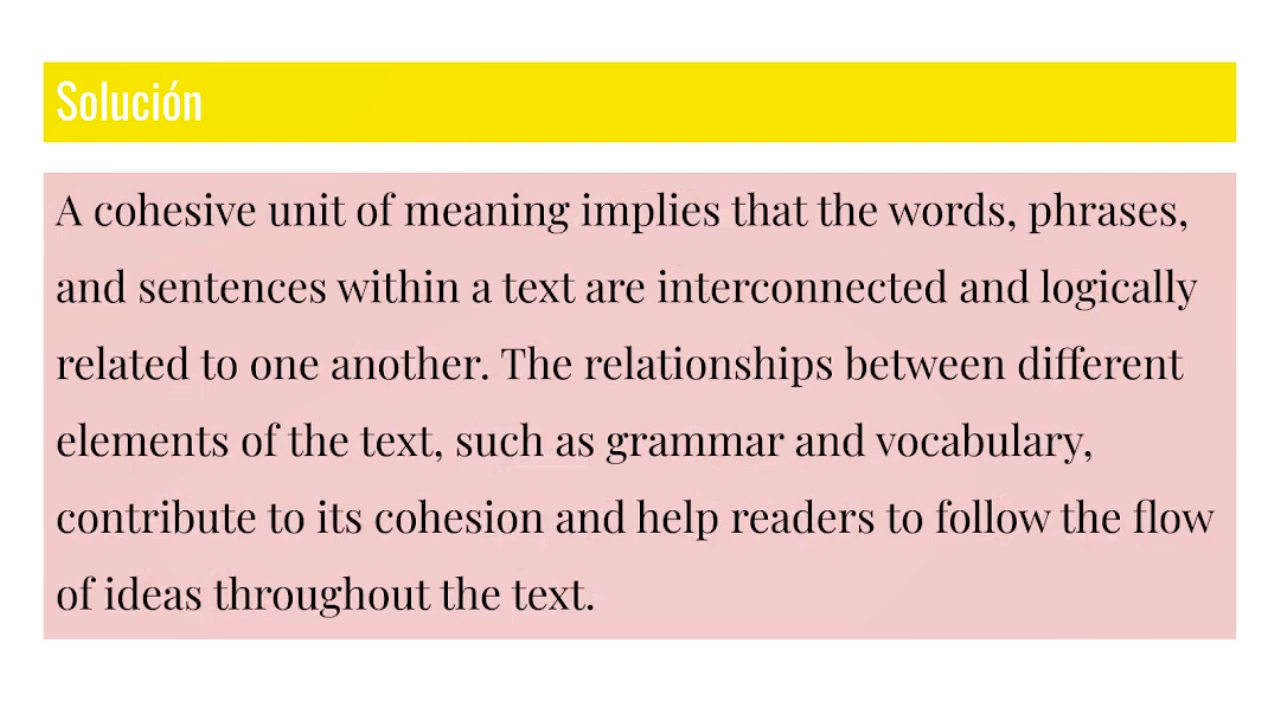 Solución
A cohesive unit of meaning implies that the words, phrases,
and sentences within a text are interconnected and logically
related to one another. The relationships between different
elements of the text, such as grammar and vocabulary,
contribute to its cohesion and help readers to follow the flow
of ideas throughout the text.